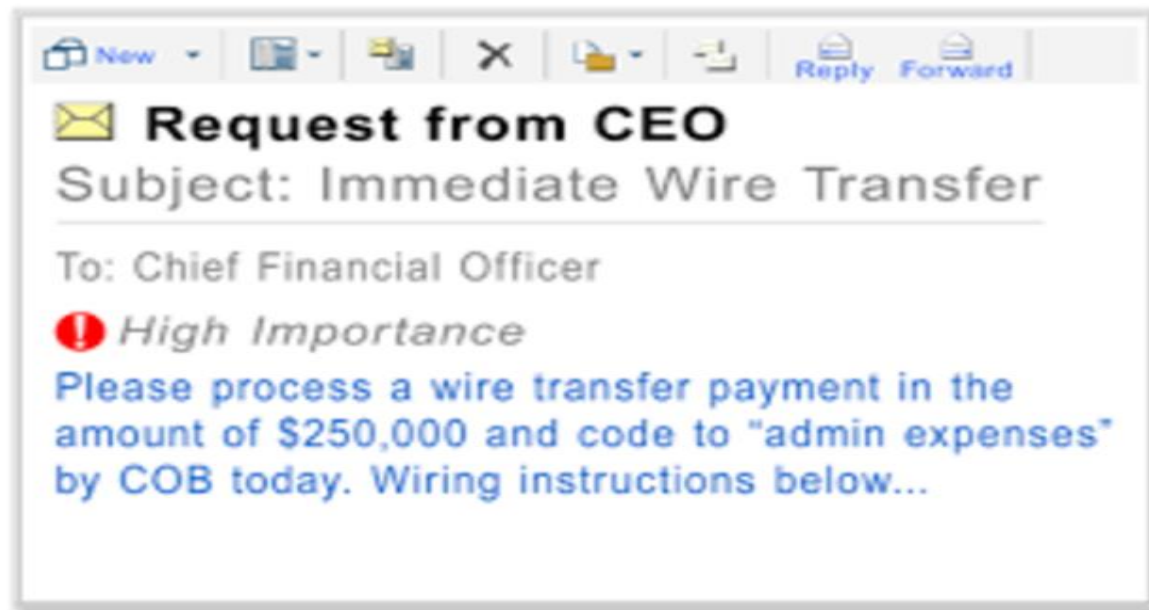 New
Reply Forward
Request from CEO
Subject: Immediate Wire Transfer
To: Chief Financial Officer
High Importance
Please process a wire transfer payment in the
amount of $250,000 and code to “admin expenses”
by COB today. Wiring instructions below...